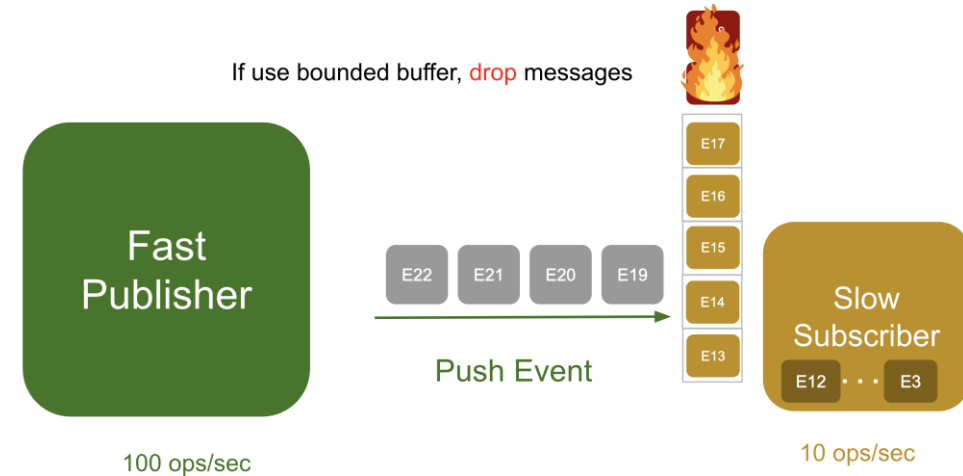 If use bounded buffer, drop messages
E17
E16
E15
E14
E13
Fast
Publisher
E22 E21 E20 E19
Push Event
Slow
Subscriber
E12 · · · E3
100 ops/sec
10 ops/sec